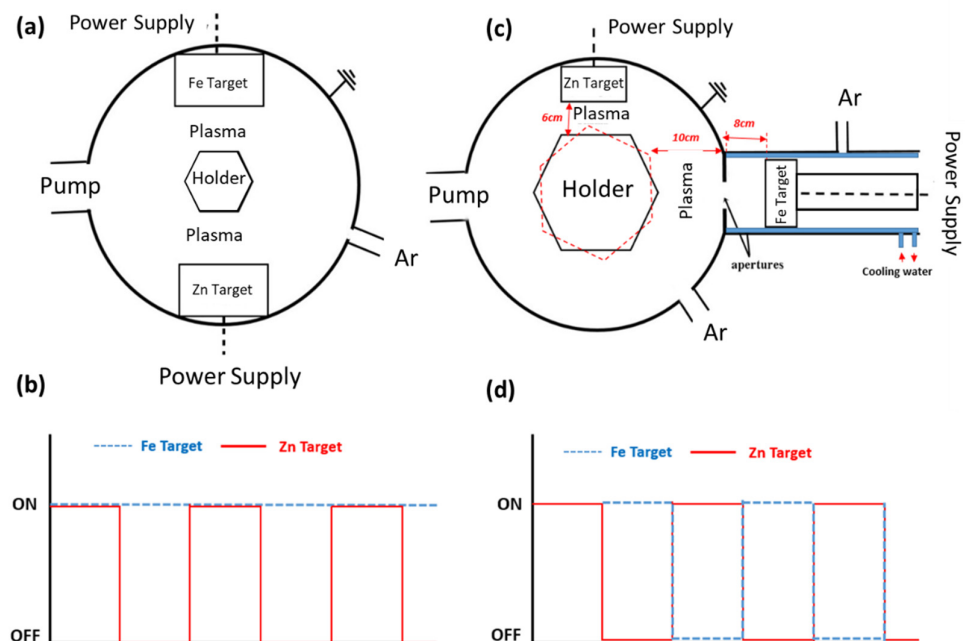 (a)
Power Supply
Fe Target
Plasma
Holder
Pump
Plasma
Ar
Zn Target
Power Supply
(c)
Power Supply
Zn Target
Plasma
6cm
10cm
8cm
Ar
Holder
Plasma
Fe Target
Power Supply
Pump
apertures
Cooling water
Ar
(b)
Fe Target
Zn Target
ON
OFF
(d)
Fe Target
Zn Target
ON
OFF